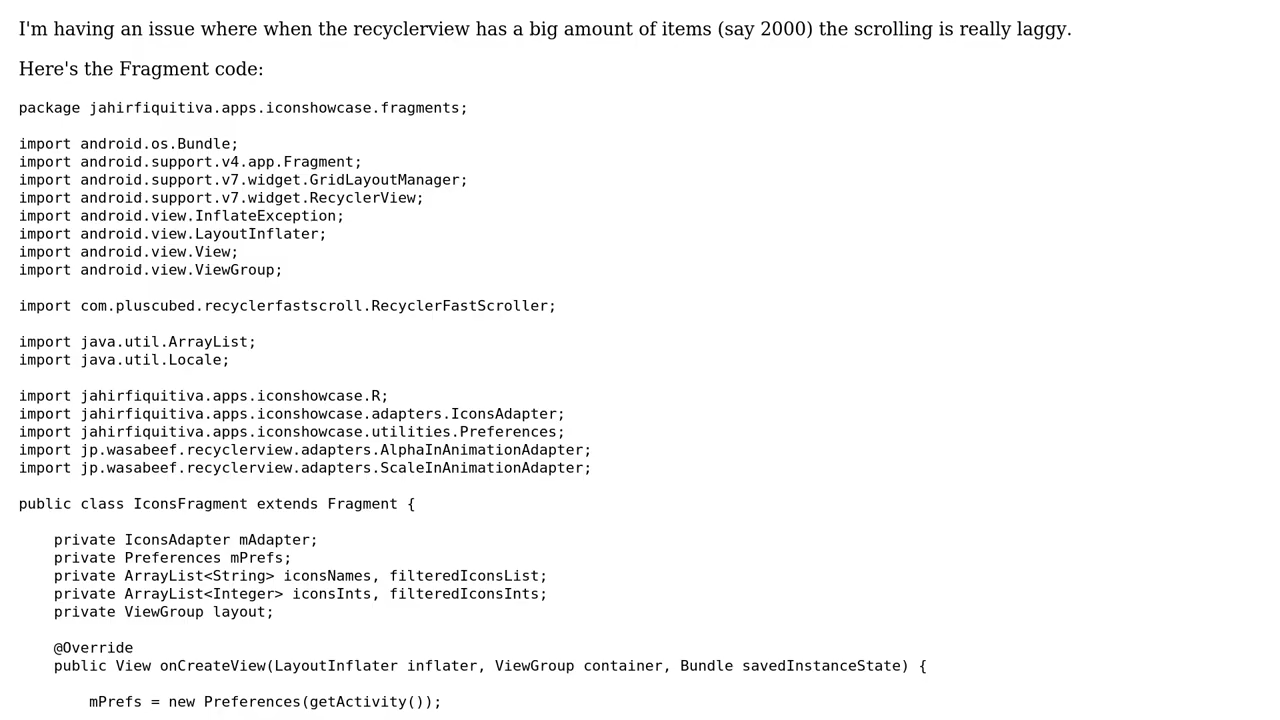 I'm having an issue where when the recyclerview has a big amount of items (say 2000) the scrolling is really laggy.
Here's the Fragment code:
package jahirfiquitiva.apps.iconshowcase.fragments;
import android.os.Bundle;
import android.support.v4.app.Fragment;
import android.support.v7.widget.GridLayoutManager;
import android.support.v7.widget.RecyclerView;
import android.view.InflateException;
import android.view.LayoutInflater;
import android.view.View;
import android.view.ViewGroup;
import com.pluscubed.recyclerfastscroll.RecyclerFastScroller;
import java.util.ArrayList;
import java.util.Locale;
import jahirfiquitiva.apps.iconshowcase.R;
import jahirfiquitiva.apps.iconshowcase.adapters.IconsAdapter;
import jahirfiquitiva.apps.iconshowcase.utilities.Preferences;
import jp.wasabeef.recyclerview.adapters.AlphaInAnimationAdapter;
import jp.wasabeef.recyclerview.adapters.ScaleInAnimationAdapter;
public class IconsFragment extends Fragment {
    private IconsAdapter mAdapter;
    private Preferences mPrefs;
    private ArrayList<String> iconsNames, filteredIconsList;
    private ArrayList<Integer> iconsInts, filteredIconsInts;
    private ViewGroup layout;
    @Override
    public View onCreateView(LayoutInflater inflater, ViewGroup container, Bundle savedInstanceState) {
        mPrefs = new Preferences(getActivity());